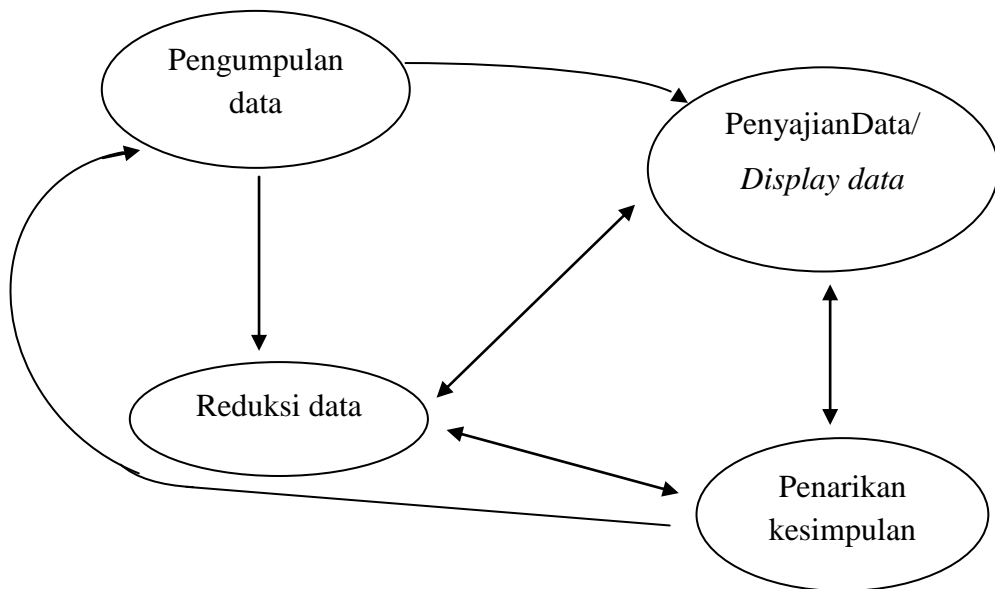 Pengumpulan
data
PenyajianData/
Display data
Reduksi data
Penarikan
kesimpulan